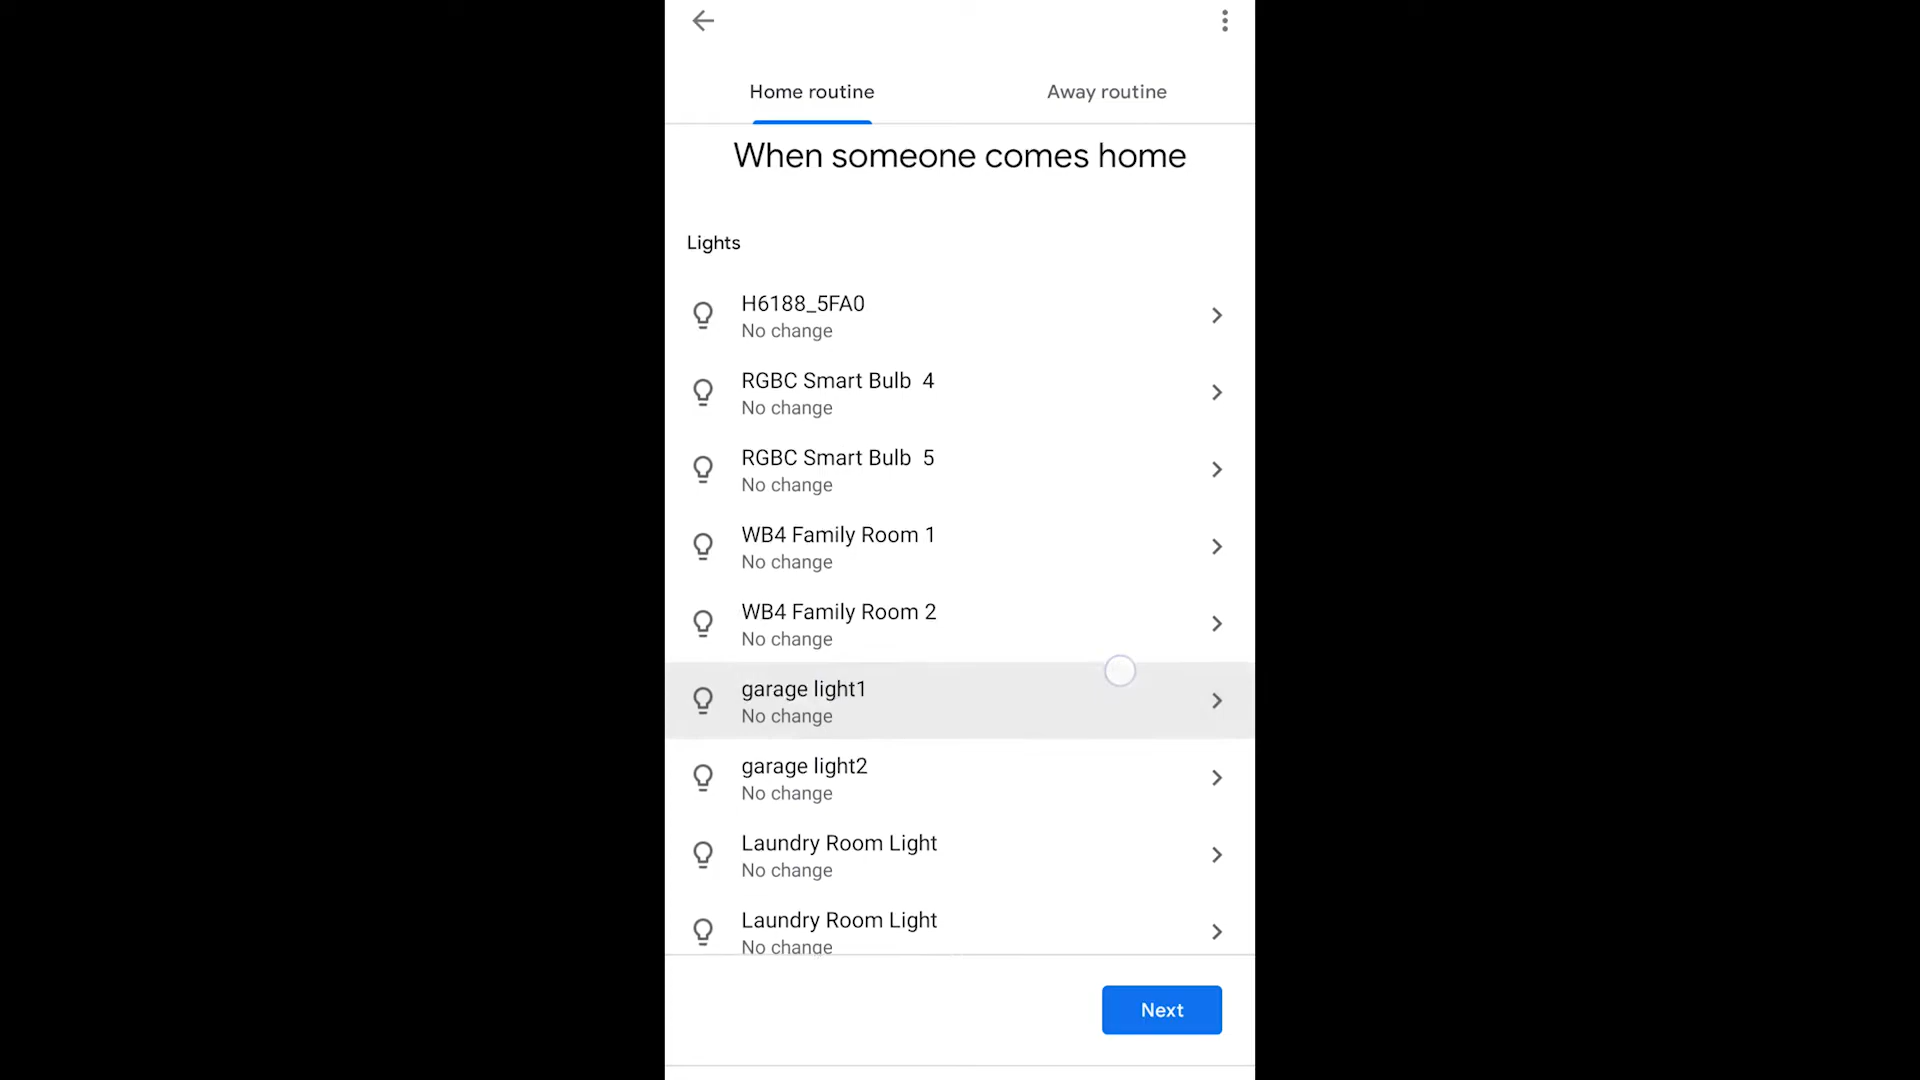 Home routine
Away routine
When someone comes home
Lights
H6188_5FA0
No change
RGBC Smart Bulb  4
No change
RGBC Smart Bulb  5
No change
WB4 Family Room 1
No change
WB4 Family Room 2
No change
garage light1
No change
garage light2
No change
Laundry Room Light
No change
Laundry Room Light
No change
Next